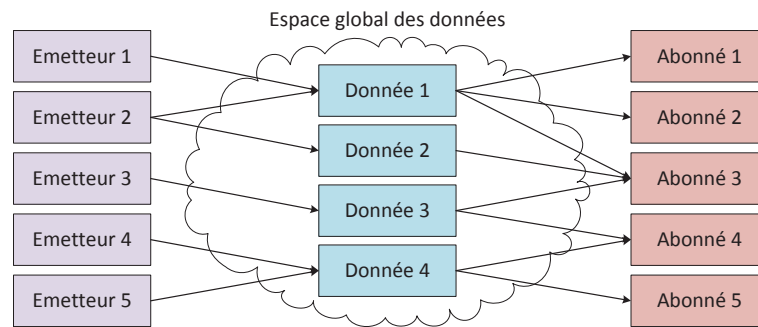 Espace global des données
Emetteur 1
Emetteur 2
Emetteur 3
Emetteur 4
Emetteur 5
Donnée 1
Donnée 2
Donnée 3
Donnée 4
Abonné 1
Abonné 2
Abonné 3
Abonné 4
Abonné 5